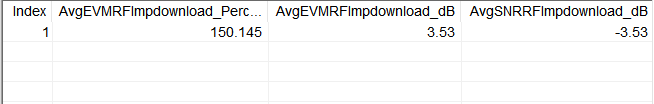 Index AvgEVMRFImpdownload_Perc... AvgEVMRFImpdownload_dB AvgSNRRFImpdownload_dB
1 150.145 3.53 -3.53